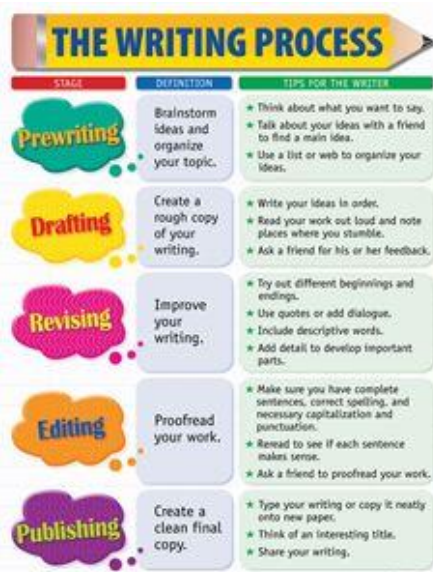 THE WRITING PROCESS
STAGE
DEFINITION
TIPS FOR THE WRITER
Prewriting
Brainstorm
ideas and
organize
your topic.
★ Think about what you want to say.
★ Talk about your ideas with a friend
to find a main idea.
★ Use a list or web to organize your
ideas.
Drafting
Create a
rough copy
of your
writing.
★ Write your ideas in order.
★ Read your work out loud and note
places where you stumble.
★ Ask a friend for his or her feedback.
Revising
Improve
your
writing.
★ Try out different beginnings and
endings.
★ Use quotes or add dialogue.
★ Include descriptive words.
★ Add detail to develop important
parts.
Editing
Proofread
your work.
★ Make sure you have complete
sentences, correct spelling, and
necessary capitalization and
punctuation.
★ Reread to see if each sentence
makes sense.
★ Ask a friend to proofread your work.
Publishing
Create a
clean final
copy.
★ Type your writing or copy it neatly
onto new paper.
★ Think of an interesting title.
★ Share your writing.